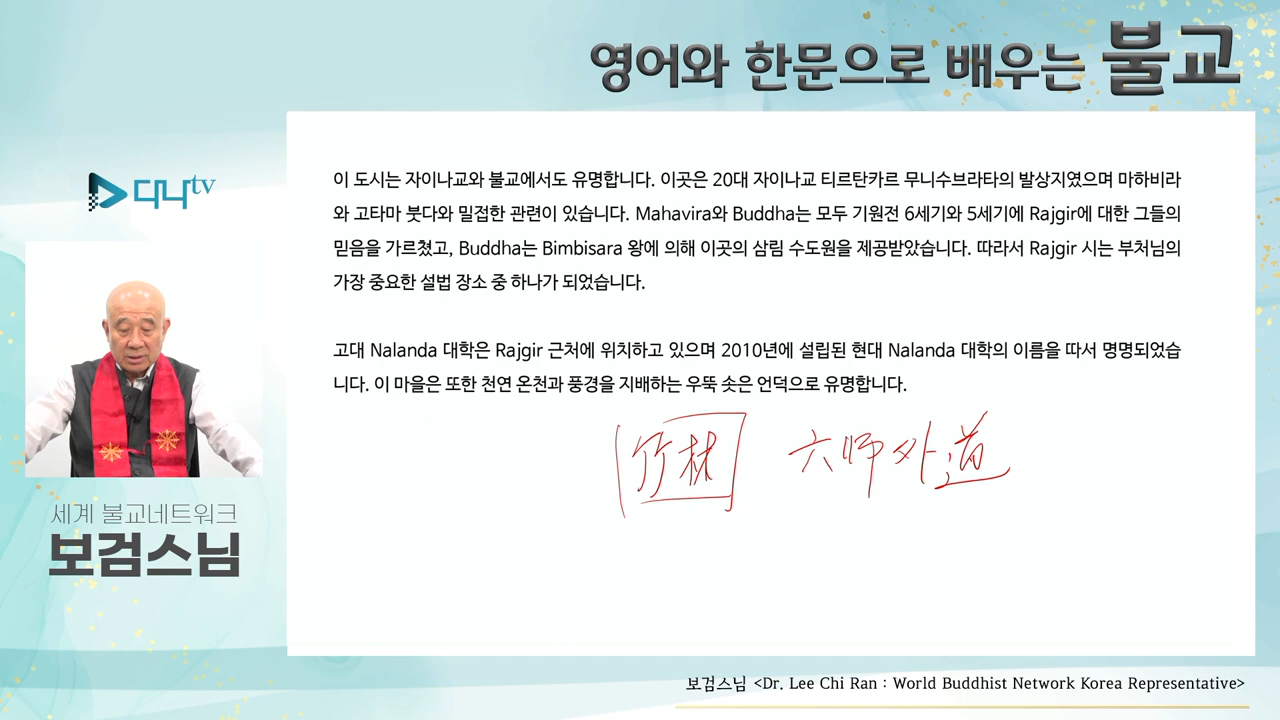 영어와 한문으로 배우는 불교
디나tv
이 도시는 자이나교와 불교에서도 유명합니다. 이곳은 20대 자이나교 티르탄카르 무니수브라타의 발상지였으며 마하비라
와 고타마 붓다와 밀접한 관련이 있습니다. Mahavira와 Buddha는 모두 기원전 6세기와 5세기에 Rajgir에 대한 그들의
믿음을 가르쳤고, Buddha는 Bimbisara 왕에 의해 이곳의 삼림 수도원을 제공받았습니다. 따라서 Rajgir 시는 부처님의
가장 중요한 설법 장소 중 하나가 되었습니다.
고대 Nalanda 대학은 Rajgir 근처에 위치하고 있으며 2010년에 설립된 현대 Nalanda 대학의 이름을 따서 명명되었습
니다. 이 마을은 또한 천연 온천과 풍경을 지배하는 우뚝 솟은 언덕으로 유명합니다.
竹林 六师外道
세계 불교네트워크
보검스님
보검스님 <Dr. Lee Chi Ran : World Buddhist Network Korea Representative>